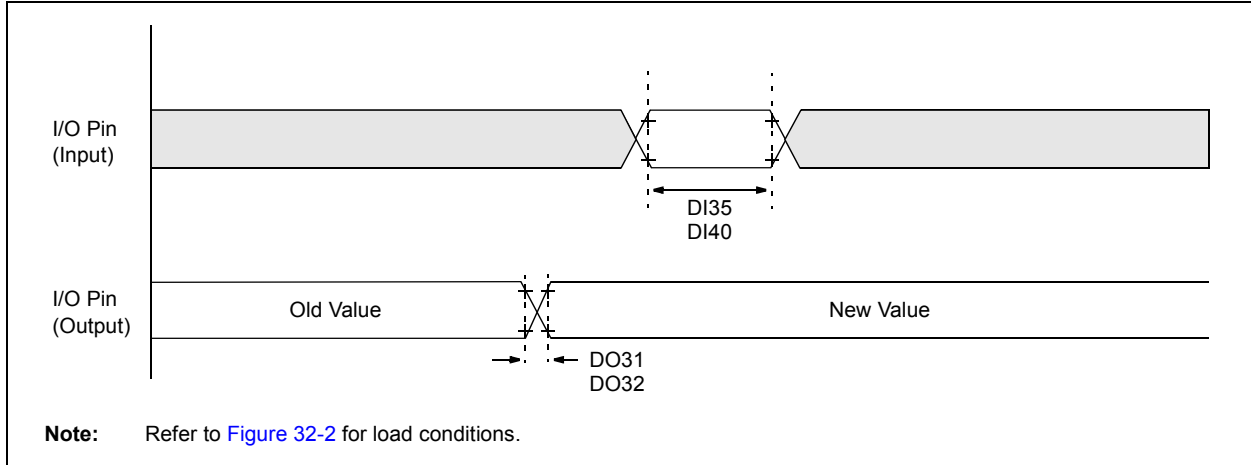 I/O Pin
(Input)
DI35
DI40
I/O Pin
(Output)
Old Value
New Value
DO31
DO32
Note: Refer to Figure 32-2 for load conditions.